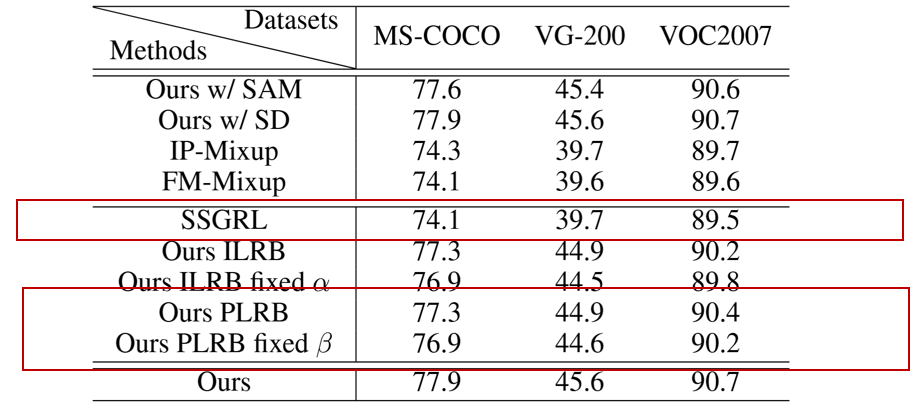 Datasets
Methods MS-COCO VG-200 VOC2007
Ours w/ SAM 77.6 45.4 90.6
Ours w/ SD 77.9 45.6 90.7
IP-Mixup 74.3 39.7 89.7
FM-Mixup 74.1 39.6 89.6
SSGRL 74.1 39.7 89.5
Ours ILRB 77.3 44.9 90.2
Ours ILRB fixed α 76.9 44.5 89.8
Ours PLRB 77.3 44.9 90.4
Ours PLRB fixed β 76.9 44.6 90.2
Ours 77.9 45.6 90.7